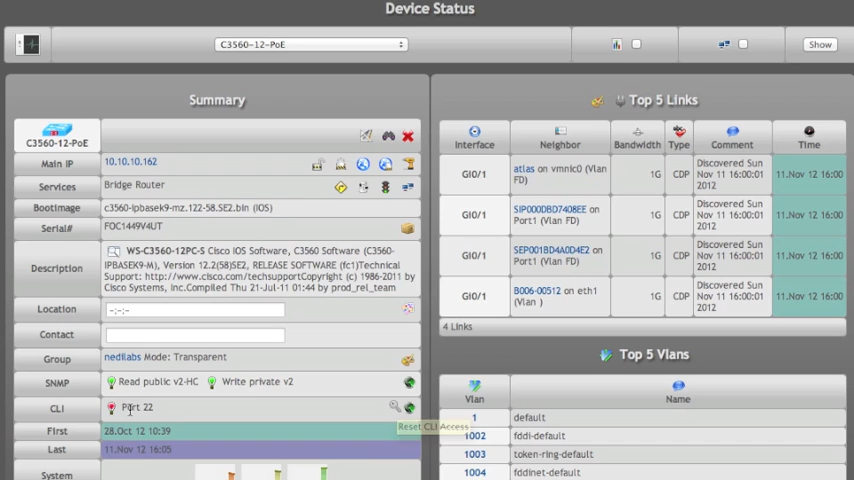 Device Status
C3560-12-PoE
Show
Summary
C3560-12-PoE
Main IP
10.10.10.162
Services
Bridge Router
Bootimage
c3560-ipbasek9-mz.122-58.SE2.bin (IOS)
Serial#
FOC1449V4UT
Description
WS-C3560-12PC-S Cisco IOS Software, C3560 Software (C3560-
IPBASEK9-M), Version 12.2(58)SE2, RELEASE SOFTWARE (fc1)Technical
Support: http://www.cisco.com/techsupportCopyright (c) 1986-2011 by
Cisco Systems, Inc.Compiled Thu 21-Jul-11 01:44 by prod_rel_team
Location
-;-;-
Contact
Group
nedilabs Mode: Transparent
SNMP
Read public v2-HC
Write private v2
CLI
Port 22
Reset CLI Access
First
28.Oct 12 10:39
Last
11.Nov 12 16:05
System
Top 5 Links
Interface
Neighbor
Bandwidth
Type
Comment
Time
GI0/1
atlas on vmnic0 (Vlan
FD)
1G
CDP
Discovered Sun
Nov 11 16:00:01
2012
11.Nov 12 16:00
GI0/1
SIP000DBD7408EE on
Port1 (Vlan FD)
1G
CDP
Discovered Sun
Nov 11 16:00:01
2012
11.Nov 12 16:00
GI0/1
SEP001BD4A0D4E2 on
Port1 (Vlan FD)
1G
CDP
Discovered Sun
Nov 11 16:00:01
2012
11.Nov 12 16:00
GI0/1
B006-00512 on eth1
(Vlan )
1G
CDP
Discovered Sun
Nov 11 16:00:02
2012
11.Nov 12 16:00
4 Links
Top 5 Vlans
Vlan
Name
1
default
1002
fddi-default
1003
token-ring-default
1004
fddinet-default